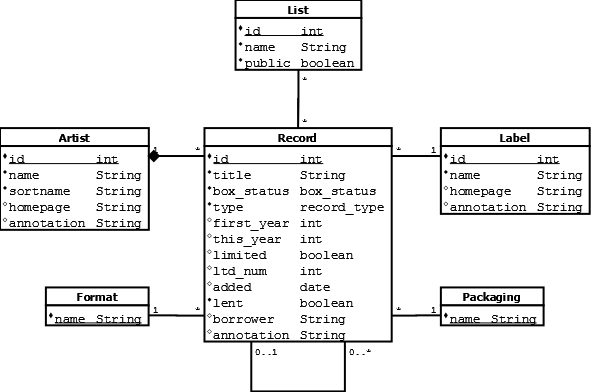 List
id int
name String
public boolean
*
*
Artist
id int
name String
sortname String
homepage String
annotation String
1
*
Record
id int
title String
box_status box_status
type record_type
first_year int
this_year int
limited boolean
ltd_num int
added date
lent boolean
borrower String
annotation String
*
1
Label
id int
name String
homepage String
annotation String
Format
name String
1
*
*
1
Packaging
name String
0..1
0..*